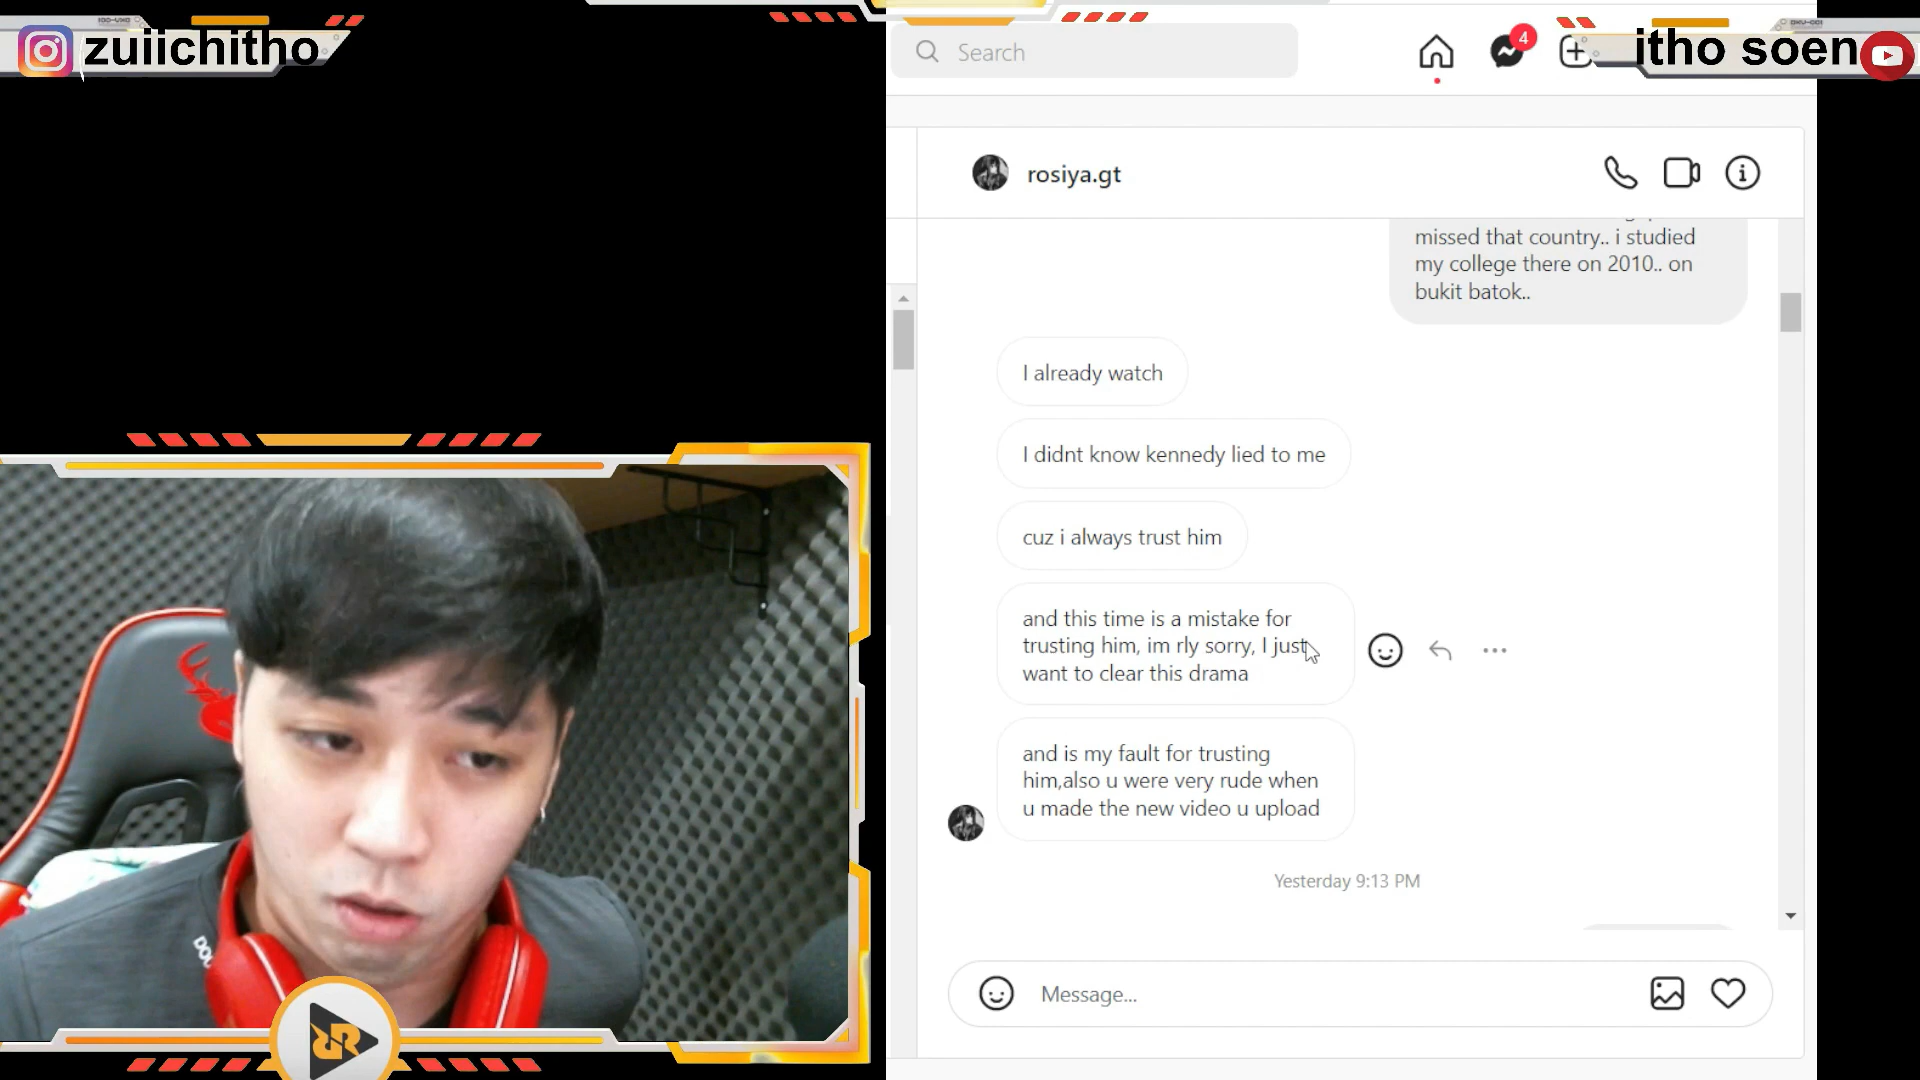 zuiichitho
Search
4
itho soen
rosiya.gt
missed that country.. i studied
my college there on 2010.. on
bukit batok..
I already watch
I didnt know kennedy lied to me
cuz i always trust him
and this time is a mistake for
trusting him, im rly sorry, I just
want to clear this drama
and is my fault for trusting
him,also u were very rude when
u made the new video u upload
Yesterday 9:13 PM
Message...